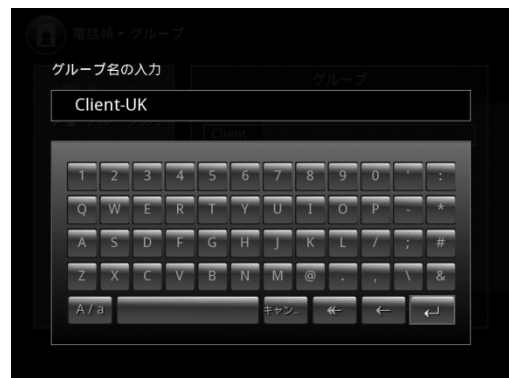 電話帳▸グループ
グループ名の入力
グループ
Client-UK
Client
1 2 3 4 5 6 7 8 9 0 ' :
Q W E R T Y U I O P - *
A S D F G H J K L / ; #
Z X C V B N M @ . , \ &
A / a キャン.. ↞ ← ↵